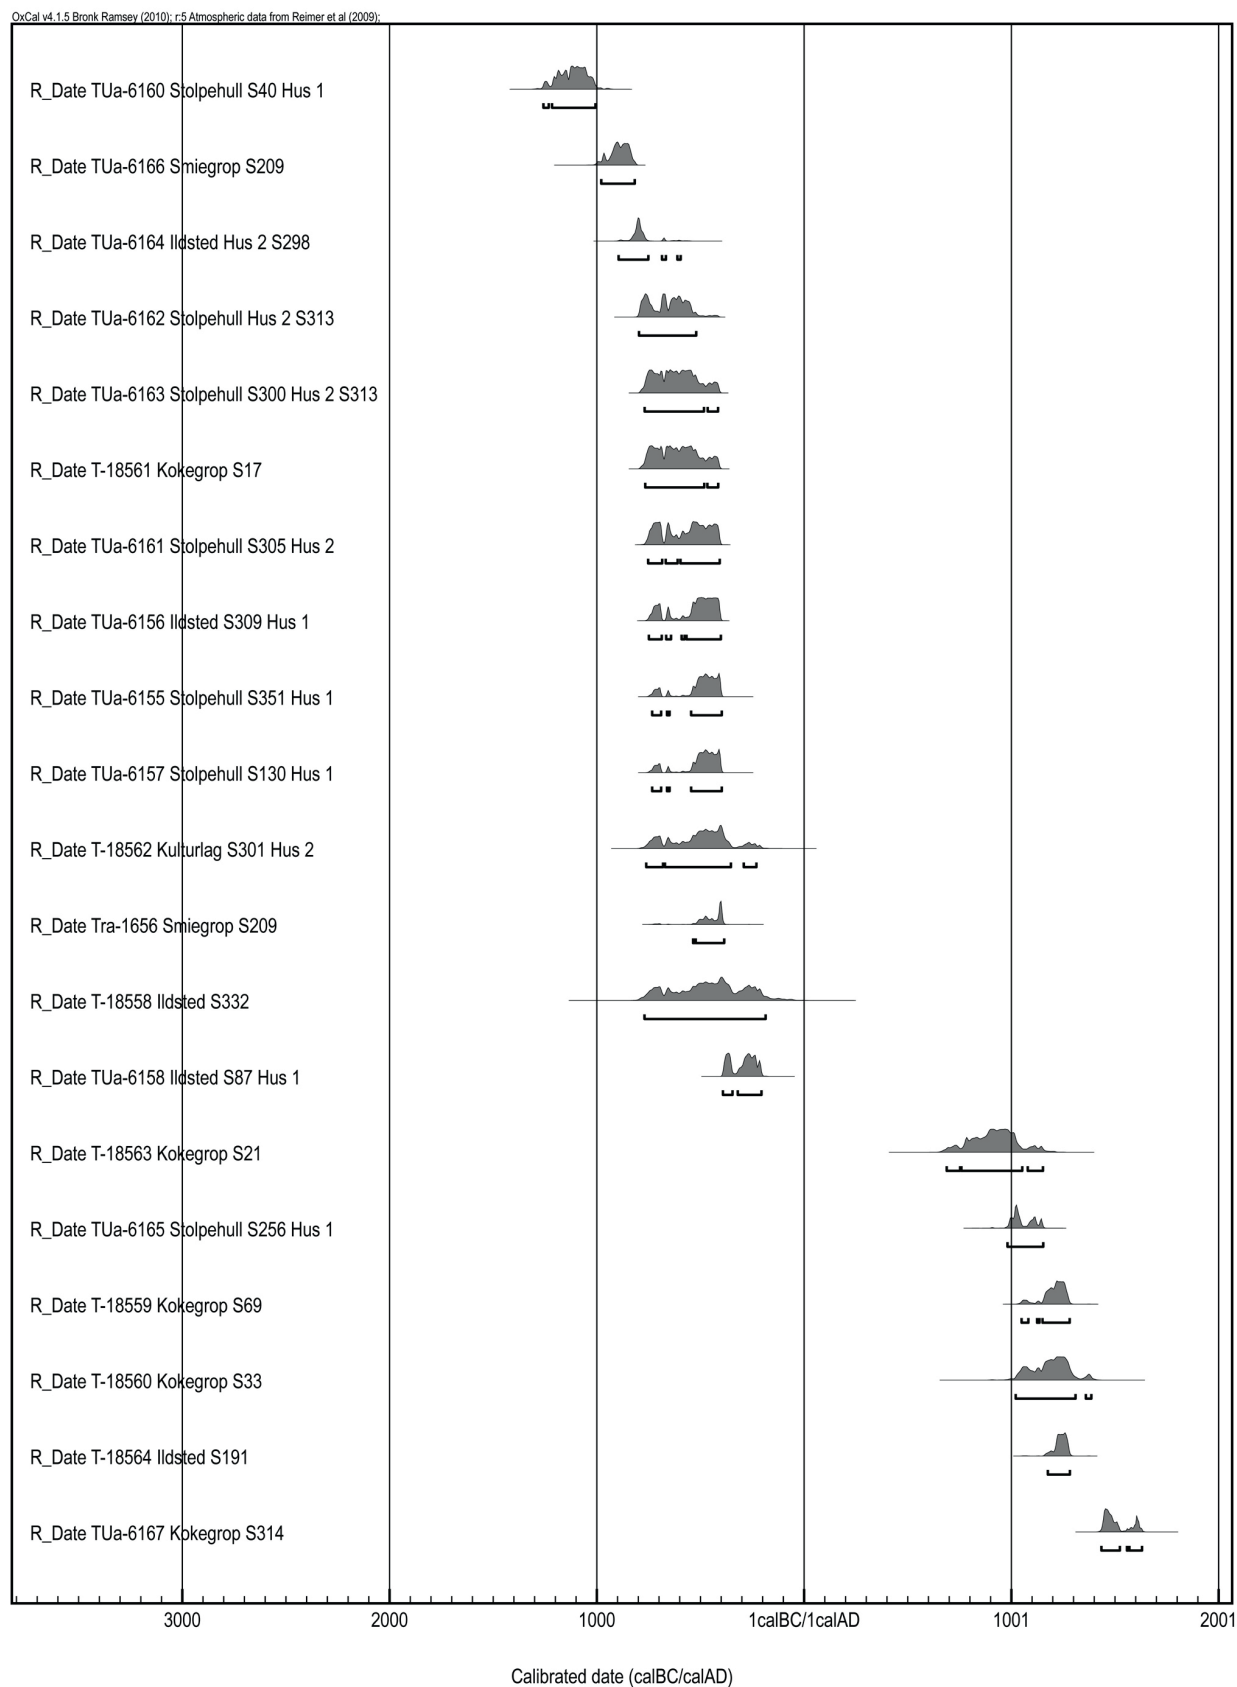 OxCal v4.1.5 Bronk Ramsey (2010); r:5 Atmospheric data from Reimer et al (2009);
R_Date TUa-6160 Stolpehull S40 Hus 1
R_Date TUa-6166 Smiegrop S209
R_Date TUa-6164 Ildsted Hus 2 S298
R_Date TUa-6162 Stolpehull Hus 2 S313
R_Date TUa-6163 Stolpehull S300 Hus 2 S313
R_Date T-18561 Kokegrop S17
R_Date TUa-6161 Stolpehull S305 Hus 2
R_Date TUa-6156 Ildsted S309 Hus 1
R_Date TUa-6155 Stolpehull S351 Hus 1
R_Date TUa-6157 Stolpehull S130 Hus 1
R_Date T-18562 Kulturlag S301 Hus 2
R_Date Tra-1656 Smiegrop S209
R_Date T-18558 Ildsted S332
R_Date TUa-6158 Ildsted S87 Hus 1
R_Date T-18563 Kokegrop S21
R_Date TUa-6165 Stolpehull S256 Hus 1
R_Date T-18559 Kokegrop S69
R_Date T-18560 Kokegrop S33
R_Date T-18564 Ildsted S191
R_Date TUa-6167 Kokegrop S314
3000 2000 1000 1calBC/1calAD 1001 2001
Calibrated date (calBC/calAD)